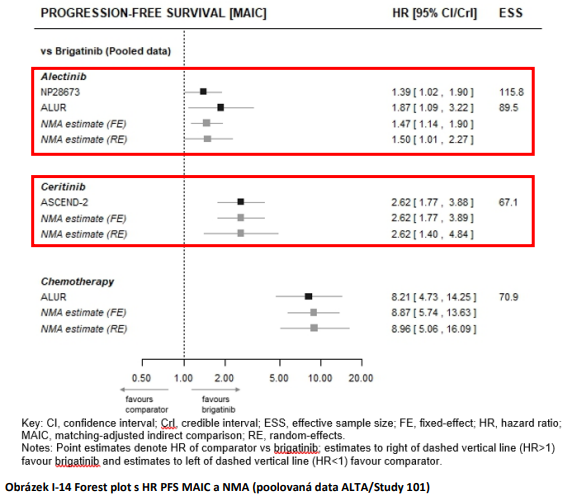 PROGRESSION-FREE SURVIVAL [MAIC] HR [95% CI/CrI] ESS
vs Brigatinib (Pooled data)
Alectinib
NP28673 1.39 [ 1.02 , 1.90 ] 115.8
ALUR 1.87 [ 1.09 , 3.22 ] 89.5
NMA estimate (FE) 1.47 [ 1.14 , 1.90 ]
NMA estimate (RE) 1.50 [ 1.01 , 2.27 ]
Ceritinib
ASCEND-2 2.62 [ 1.77 , 3.88 ] 67.1
NMA estimate (FE) 2.62 [ 1.77 , 3.89 ]
NMA estimate (RE) 2.62 [ 1.40 , 4.84 ]
Chemotherapy
ALUR 8.21 [ 4.73 , 14.25 ] 70.9
NMA estimate (FE) 8.87 [ 5.74 , 13.63 ]
NMA estimate (RE) 8.96 [ 5.06 , 16.09 ]
0.50 1.00 2.00 5.00 10.00 20.00
favours comparator favours brigatinib
Key: CI, confidence interval; CrI, credible interval; ESS, effective sample size; FE, fixed-effect; HR, hazard ratio;
MAIC, matching-adjusted indirect comparison; RE, random-effects.
Notes: Point estimates denote HR of comparator vs brigatinib; estimates to right of dashed vertical line (HR>1)
favour brigatinib and estimates to left of dashed vertical line (HR<1) favour comparator.
Obrázek I-14 Forest plot s HR PFS MAIC a NMA (poolovaná data ALTA/Study 101)